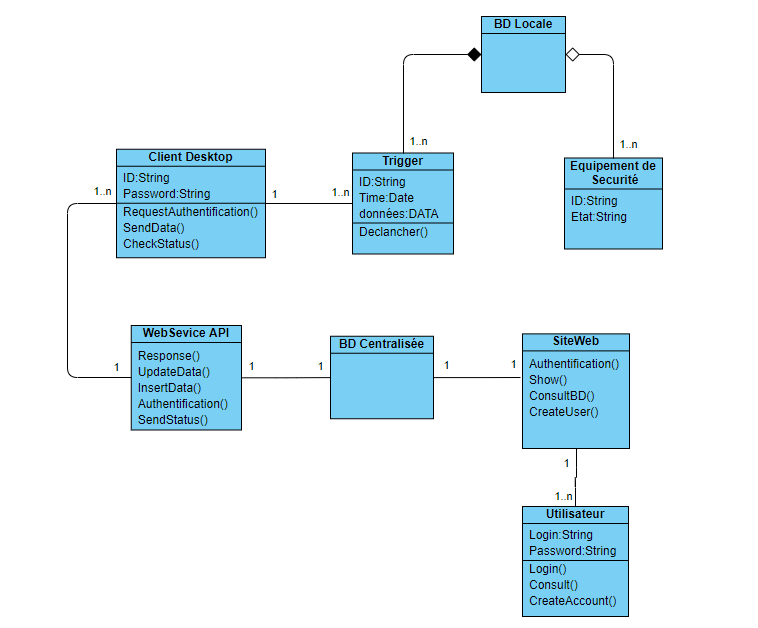 BD Locale
1..n
1..n
Client Desktop
ID:String
Password:String
RequestAuthentification()
SendData()
CheckStatus()
1..n
1
1..n
Trigger
ID:String
Time:Date
données:DATA
Declancher()
Equipement de
Securité
ID:String
Etat:String
WebSevice API
Response()
UpdateData()
InsertData()
Authentification()
SendStatus()
1
1
1
BD Centralisée
1
1
SiteWeb
Authentification()
Show()
ConsultBD()
CreateUser()
1
1..n
Utilisateur
Login:String
Password:String
Login()
Consult()
CreateAccount()